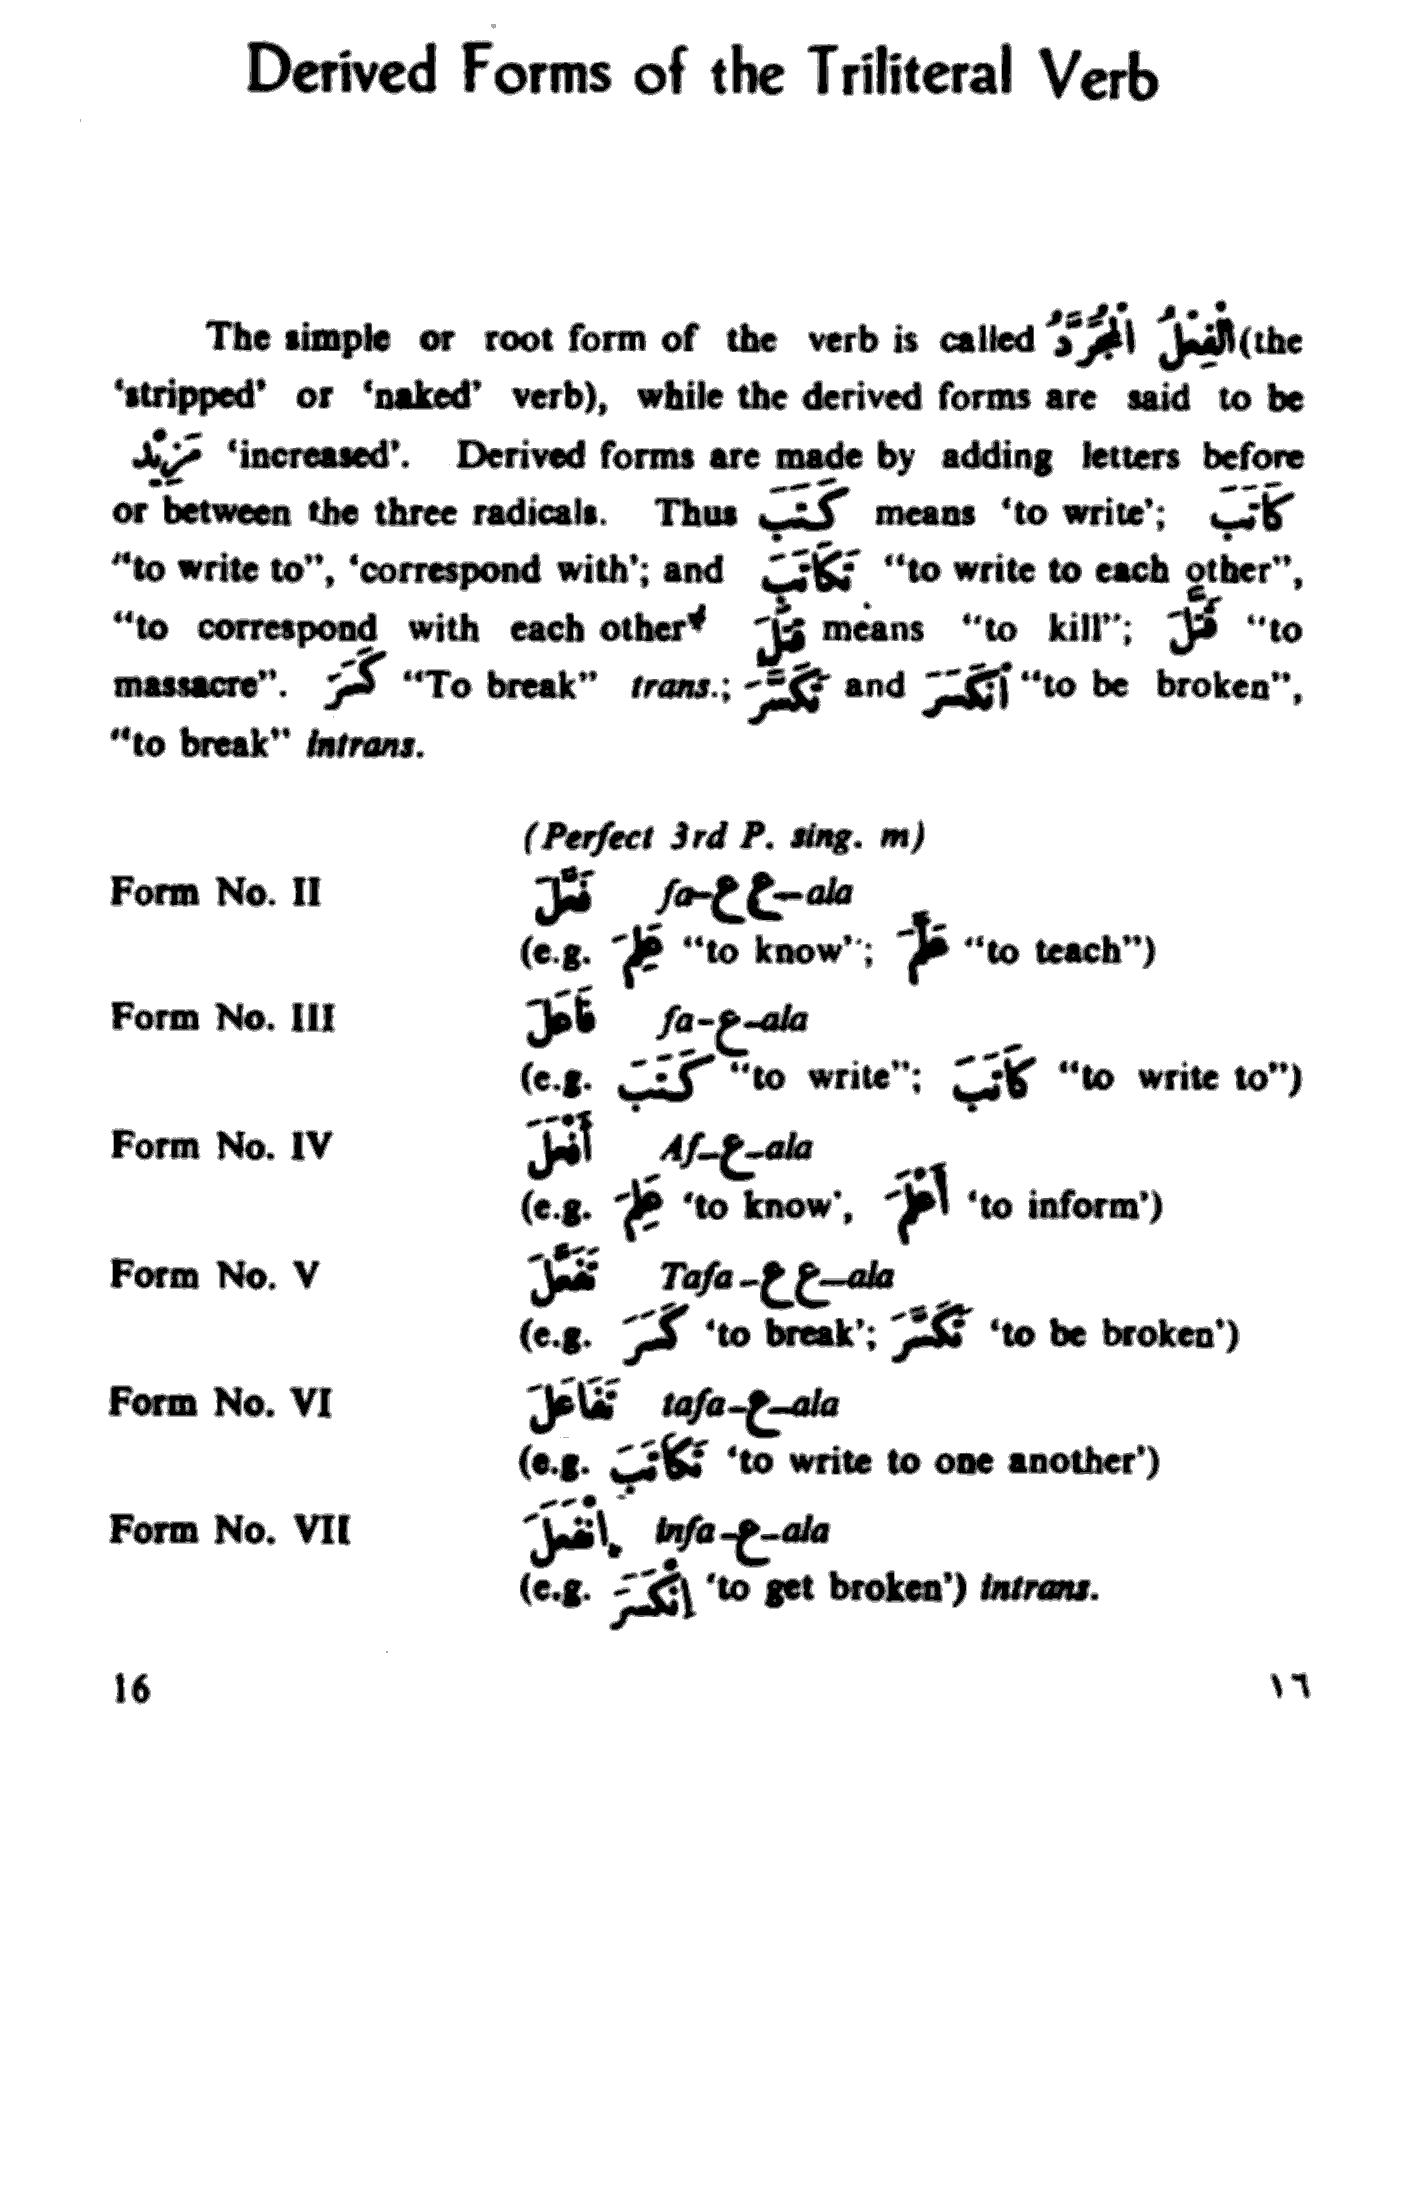 Derived Forms of the Triliteral Verb
The simple or root form of the verb is called الْفِعْلُ الْمُجَرَّدُ (the
‘stripped’ or ‘naked’ verb), while the derived forms are said to be
مَزِيدٌ ‘increased’. Derived forms are made by adding letters before
or between the three radicals. Thus كَتَبَ means ‘to write’; كَاتَبَ
“to write to”, ‘correspond with’; and تَكَاتَبَ “to write to each other”,
“to correspond with each other” قَتَلَ means “to kill”; قَتَّلَ “to
massacre”. كَسَرَ “To break” trans.; تَكَسَّرَ and اَنْكَسَرَ “to be broken”,
“to break” intrans.
(Perfect 3rd P. sing. m)
Form No. II فَعَّلَ fa-ع ع-ala
(e.g. عَلِمَ “to know”; عَلَّمَ “to teach”)
Form No. III فَاعَلَ fa-ع-ala
(e.g. كَتَبَ “to write”; كَاتَبَ “to write to”)
Form No. IV أَفْعَلَ Af-ع-ala
(e.g. عَلِمَ ‘to know’, أَعْلَمَ ‘to inform’)
Form No. V تَفَعَّلَ Tafa-ع ع-ala
(e.g. كَسَرَ ‘to break’; تَكَسَّرَ ‘to be broken’)
Form No. VI تَفَاعَلَ tafa-ع-ala
(e.g. تَكَاتَبَ ‘to write to one another’)
Form No. VII إِنْفَعَلَ infa-ع-ala
(e.g. إِنْكَسَرَ ‘to get broken’) intrans.
16 ١٦